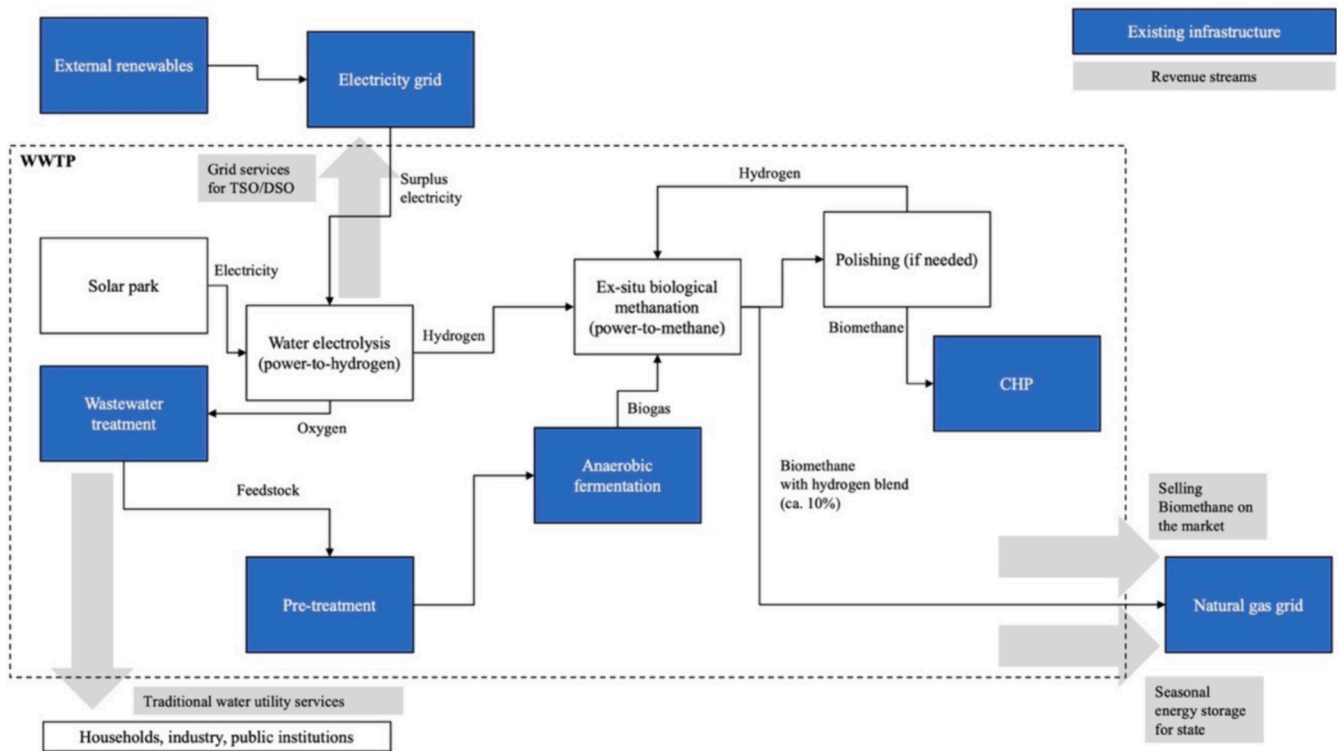 External renewables
Electricity grid
Existing infrastructure
Revenue streams
WWTP
Grid services
for TSO/DSO
Surplus
electricity
Hydrogen
Solar park
Electricity
Water electrolysis
(power-to-hydrogen)
Hydrogen
Ex-situ biological
methanation
(power-to-methane)
Polishing (if needed)
Biomethane
CHP
Wastewater
treatment
Oxygen
Biogas
Anaerobic
fermentation
Feedstock
Pre-treatment
Biomethane
with hydrogen blend
(ca. 10%)
Selling
Biomethane on
the market
Natural gas grid
Seasonal
energy storage
for state
Traditional water utility services
Households, industry, public institutions